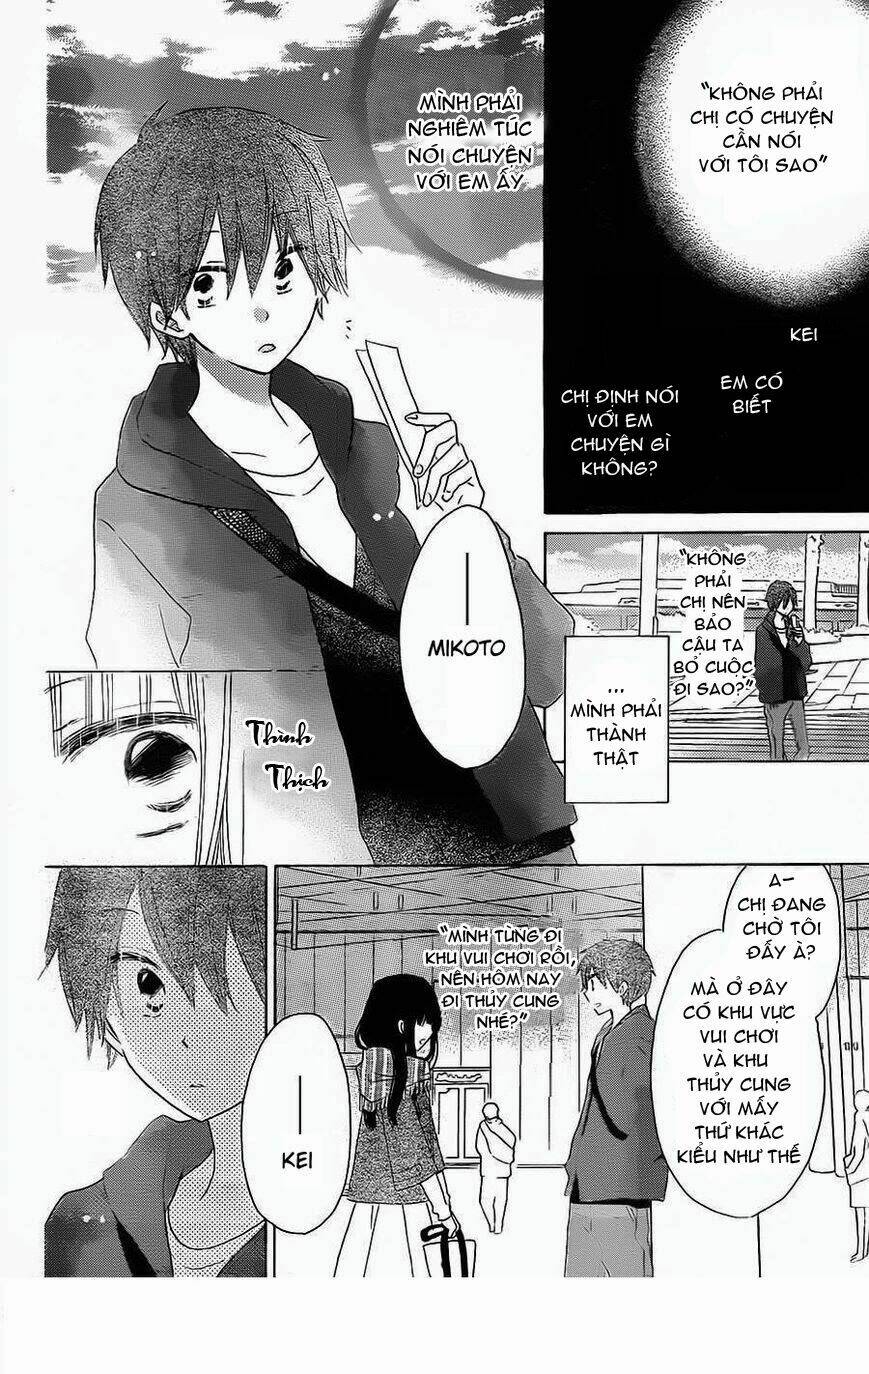 "KHÔNG PHẢI
CHỊ CÓ CHUYỆN
CẦN NÓI
VỚI TÔI SAO"
KEI
EM CÓ
BIẾT
CHỊ ĐỊNH NÓI
VỚI EM
CHUYỆN GÌ
KHÔNG?
MÌNH PHẢI
NGHIÊM TÚC
NÓI CHUYỆN
VỚI EM ẤY
"KHÔNG
PHẢI
CHỊ NÊN
BẢO
CẬU TA
BỎ CUỘC
ĐI SAO?"
...
MÌNH PHẢI
THÀNH
THẬT
—
MIKOTO
Thình
Thịch
A-
CHỊ ĐANG
CHỜ TÔI
ĐẤY À?
MÀ Ở ĐÂY
CÓ KHU VỰC
VUI CHƠI
VÀ KHU
THỦY CUNG
VỚI MẤY
THỨ KHÁC
KIỂU NHƯ THẾ
"MÌNH TỪNG ĐI
KHU VUI CHƠI RỒI,
NÊN HÔM NAY
ĐI THỦY CUNG
NHÉ?"
—
KEI